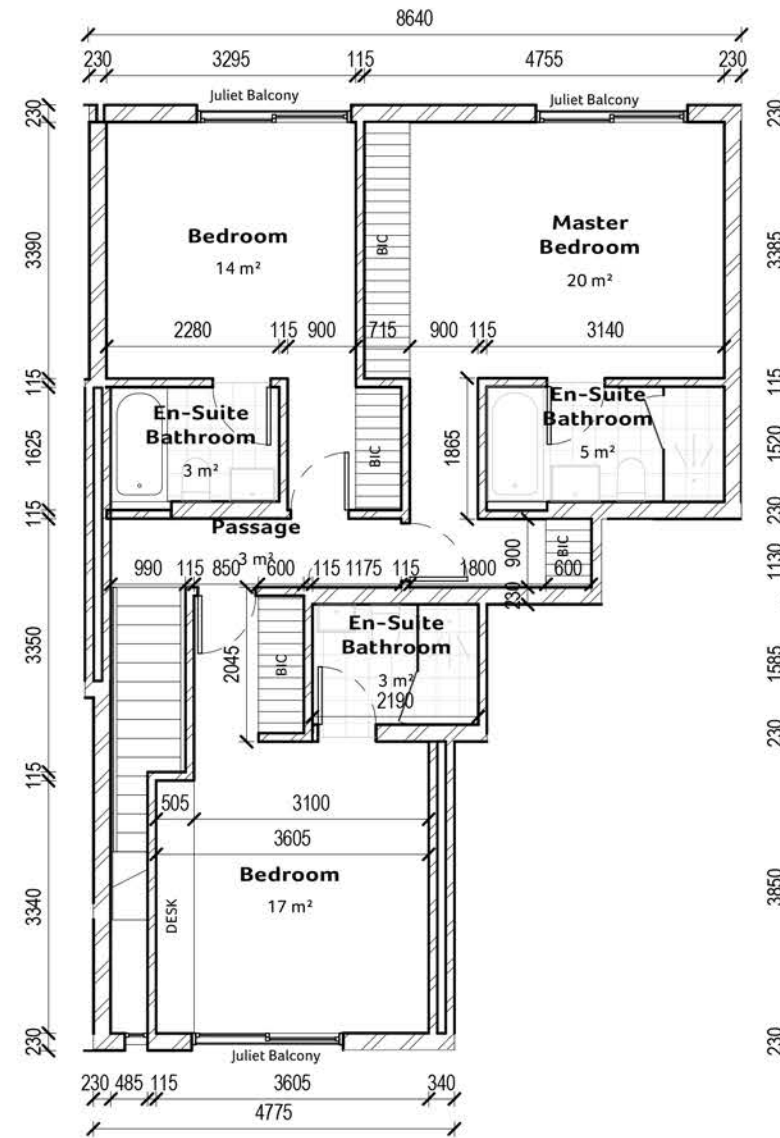 8640
230 3295 115 4755 230
Juliet Balcony Juliet Balcony
230 230
Bedroom
14 m²
Master
Bedroom
20 m²
BIC
3390 3385
2280 115 900 715 900 115 3140
115 115
En-Suite
Bathroom
3 m²
En-Suite
Bathroom
5 m²
BIC
1625 1865 1520
115 230
Passage
3 m²
900 BIC
1130
990 115 850 600 115 1175 115 1800 600
230
En-Suite
Bathroom
3 m²
2190
BIC
2045
3350 1585
230
115
505 3100
3605
Bedroom
17 m²
DESK
3340 3850
230 230
Juliet Balcony
230 485 115 3605 340
4775